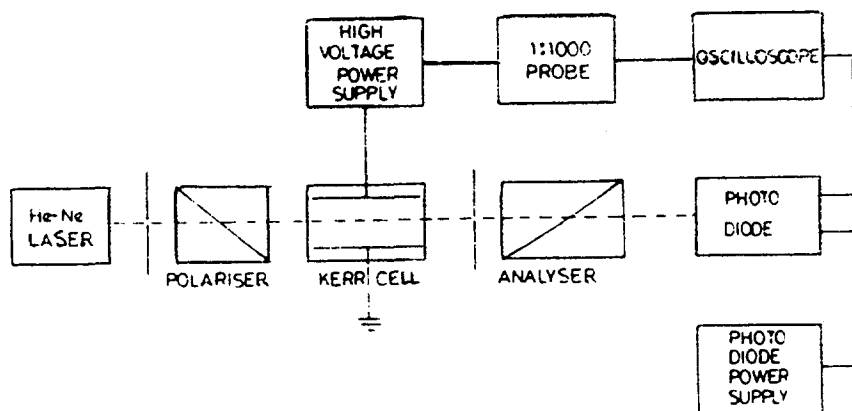 HIGH
VOLTAGE
POWER
SUPPLY
1:1000
PROBE
OSCILLOSCOPE
He-Ne
LASER
POLARISER
KERR CELL
ANALYSER
PHOTO
DIODE
PHOTO
DIODE
POWER
SUPPLY